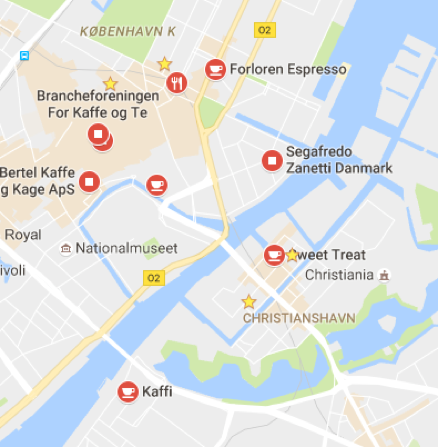 KØBENHAVN K
O2
Forloren Espresso
Brancheforeningen
For Kaffe og Te
Segafredo
Zanetti Danmark
Bertel Kaffe
g Kage ApS
Royal
Nationalmuseet
ivoli
O2
Sweet Treat
Christiania
CHRISTIANSHAVN
Kaffi